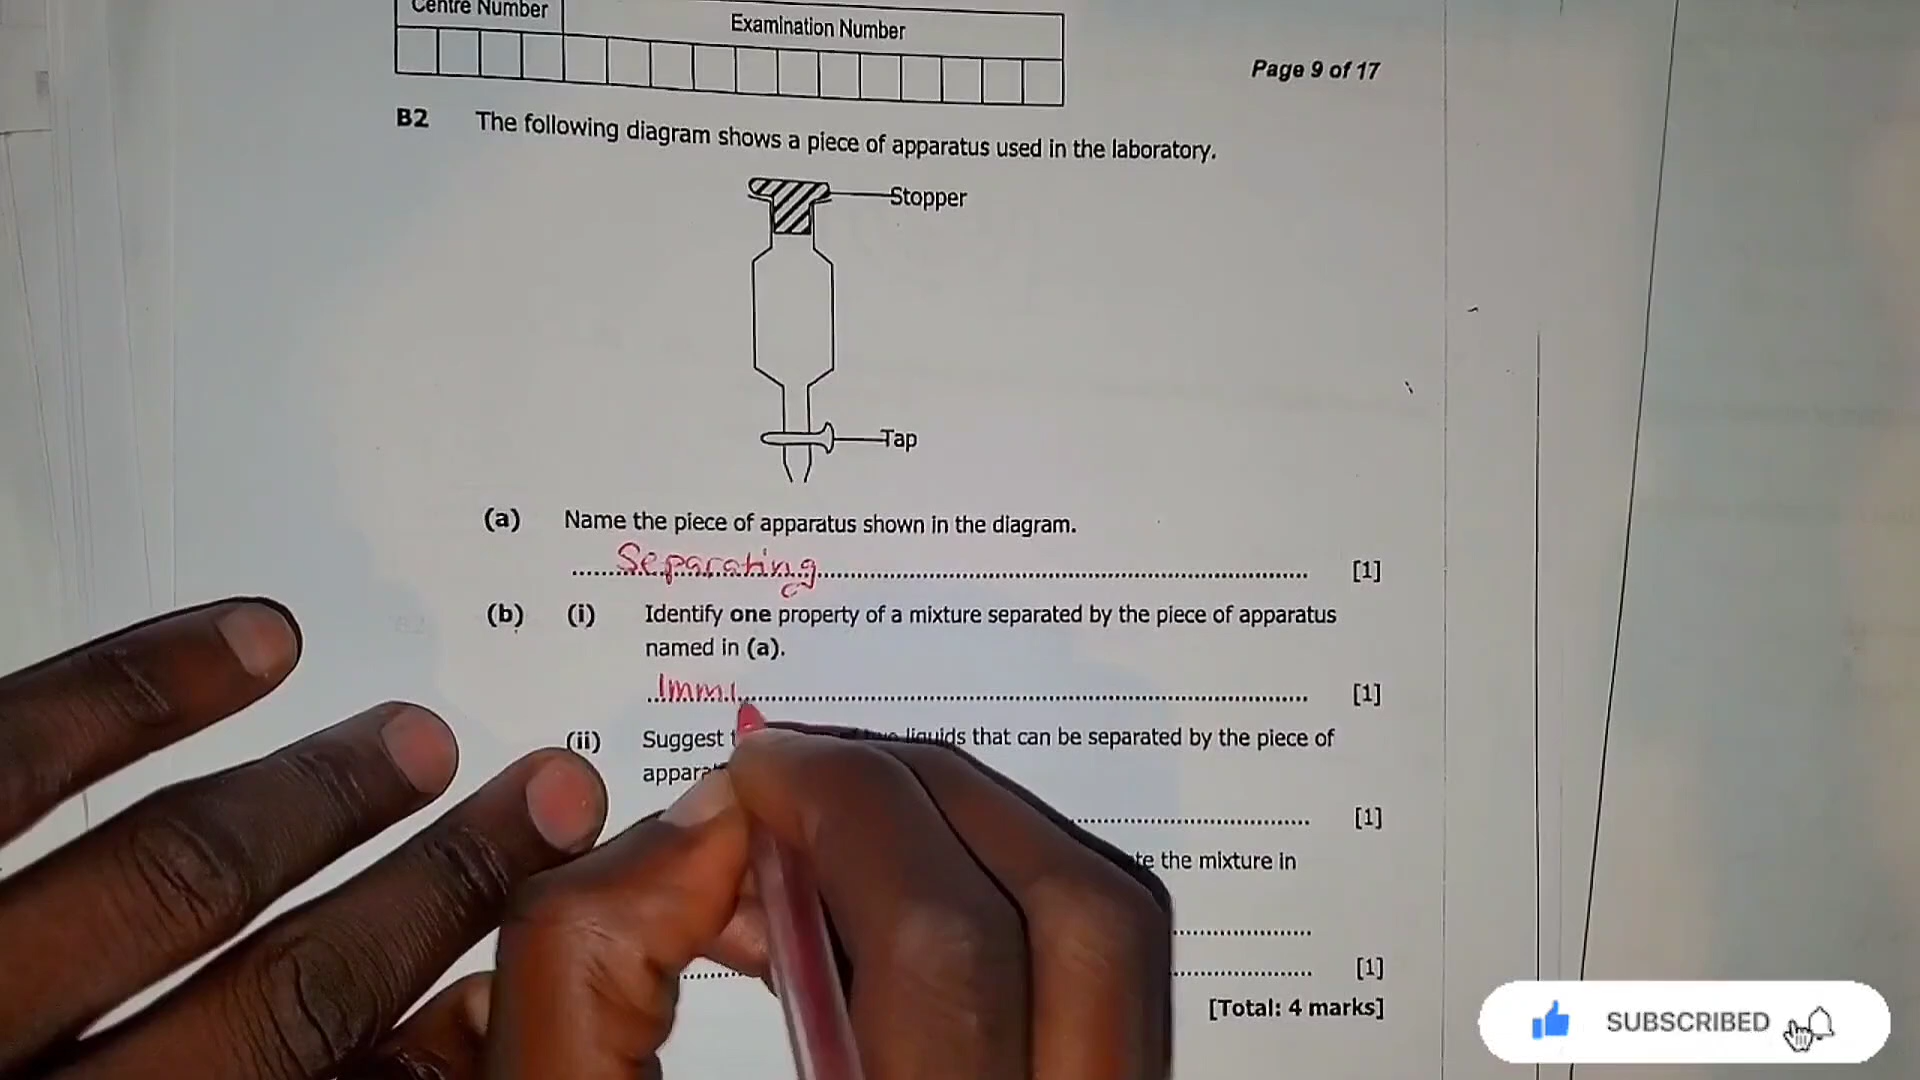 Centre Number
Examination Number
Page 9 of 17
B2 The following diagram shows a piece of apparatus used in the laboratory.
Stopper
Tap
(a) Name the piece of apparatus shown in the diagram.
Separating [1]
(b) (i) Identify one property of a mixture separated by the piece of apparatus
named in (a).
Immi [1]
(ii) Suggest liquids that can be separated by the piece of
[1]
the mixture in
[1]
[Total: 4 marks]
SUBSCRIBED